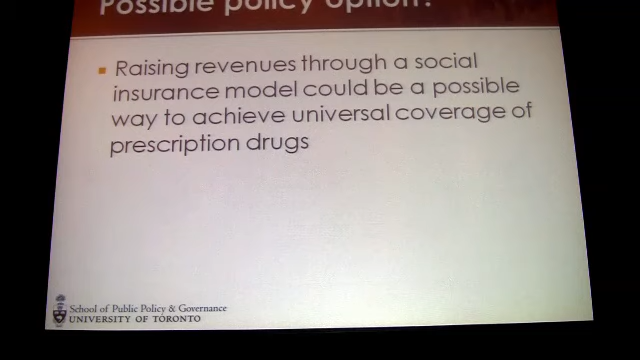 Possible policy option?
Raising revenues through a social
insurance model could be a possible
way to achieve universal coverage of
prescription drugs
School of Public Policy & Governance
UNIVERSITY OF TORONTO